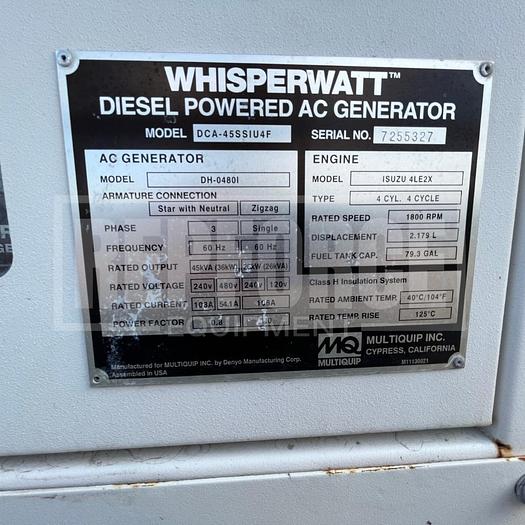 WHISPERWATT™
DIESEL POWERED AC GENERATOR
MODEL DCA-45SSIU4F SERIAL NO. 7255327
AC GENERATOR
MODEL DH-0480I
ARMATURE CONNECTION
Star with Neutral Zigzag
PHASE 3 Single
FREQUENCY 60 Hz 60 Hz
RATED OUTPUT 45kVA (36kW)
RATED VOLTAGE 240v 480v 240v 120v
RATED CURRENT 108A 54.1A 108A
POWER FACTOR 0.8
Manufactured for MULTIQUIP INC. by Denyo Manufacturing Corp.
Assembled in USA
ENGINE
MODEL ISUZU 4LE2X
TYPE 4 CYL. 4 CYCLE
RATED SPEED 1800 RPM
DISPLACEMENT 2.179 L
FUEL TANK CAP. 79.3 GAL
Class H Insulation System
RATED AMBIENT TEMP. 40°C/104°F
RATED TEMP. RISE 125°C
MQ
MULTIQUIP
MULTIQUIP INC.
CYPRESS, CALIFORNIA
M11130021
EQUIPMENT